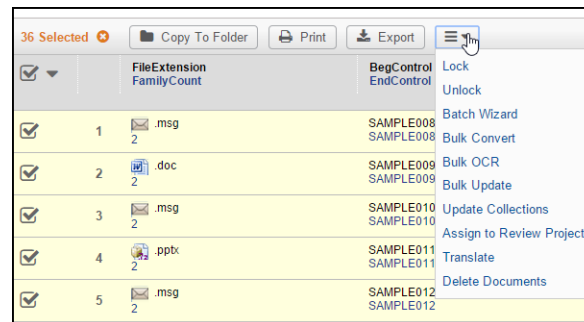 36 Selected Copy To Folder Print Export
FileExtension BegControl
FamilyCount EndControl
1 .msg SAMPLE008
2 SAMPLE008
2 .doc SAMPLE009
2 SAMPLE009
3 .msg SAMPLE010
2 SAMPLE010
4 .pptx SAMPLE011
2 SAMPLE011
5 .msg SAMPLE012
2 SAMPLE012
Lock
Unlock
Batch Wizard
Bulk Convert
Bulk OCR
Bulk Update
Update Collections
Assign to Review Project
Translate
Delete Documents